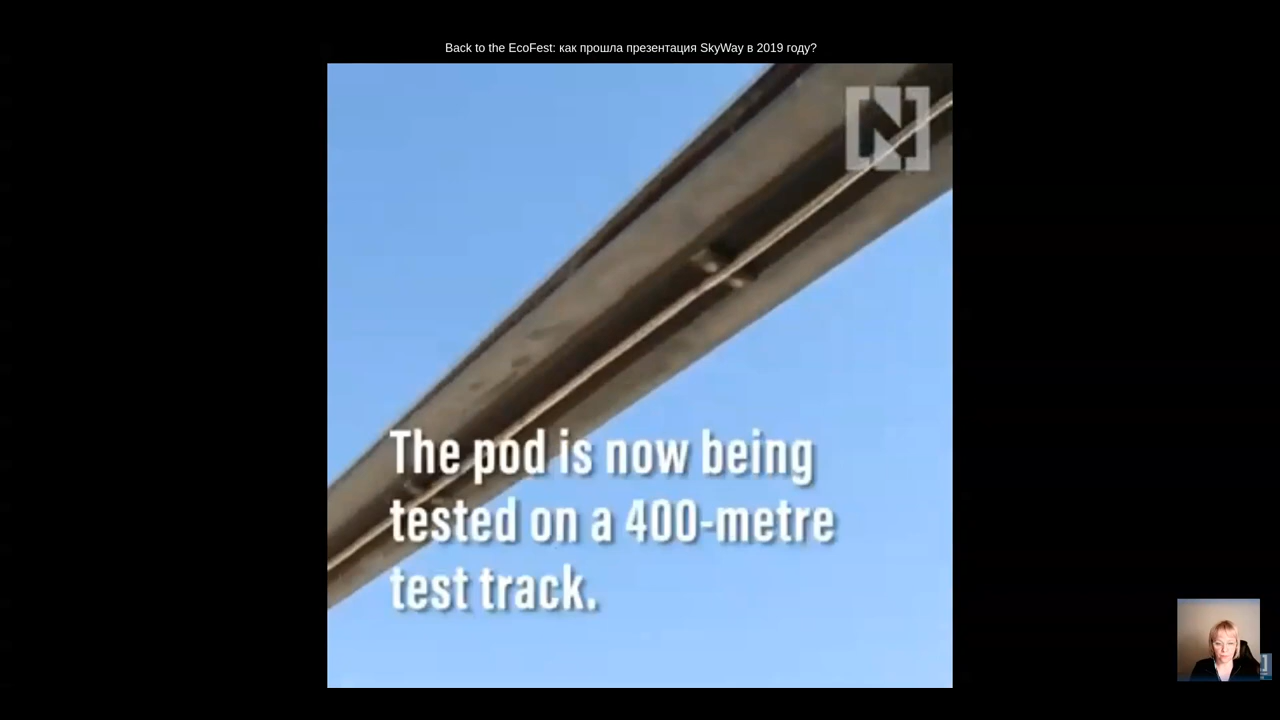 Back to the EcoFest: как прошла презентация SkyWay в 2019 году?
[N]
The pod is now being
tested on a 400-metre
test track.